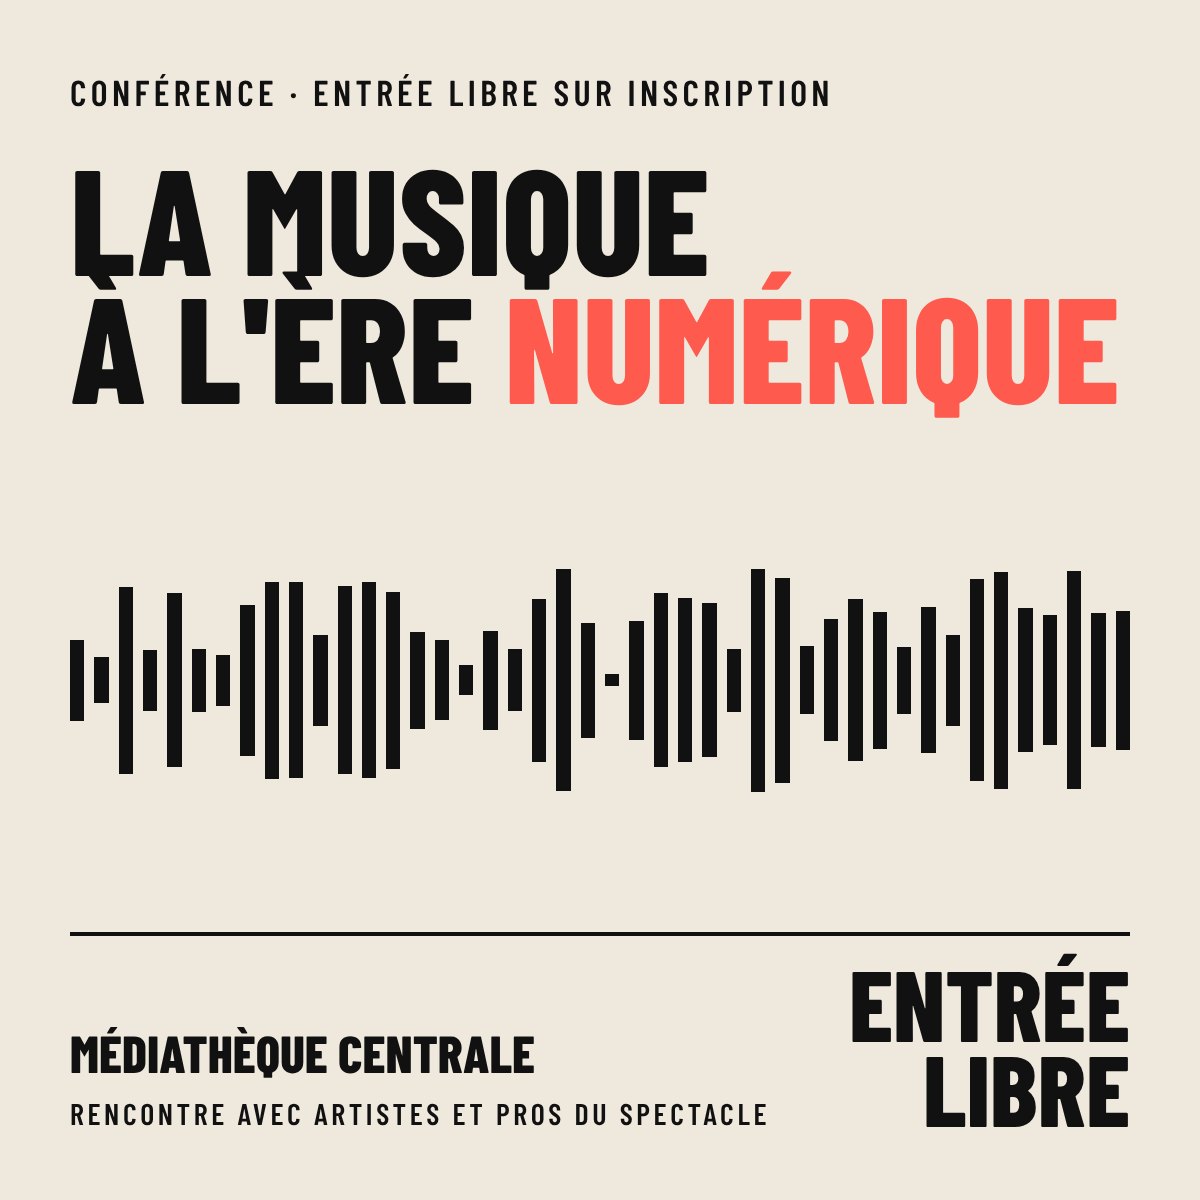 CONFÉRENCE · ENTRÉE LIBRE SUR INSCRIPTION
LA MUSIQUE
À L'ÈRE NUMÉRIQUE
MÉDIATHÈQUE CENTRALE
RENCONTRE AVEC ARTISTES ET PROS DU SPECTACLE
ENTRÉE
LIBRE